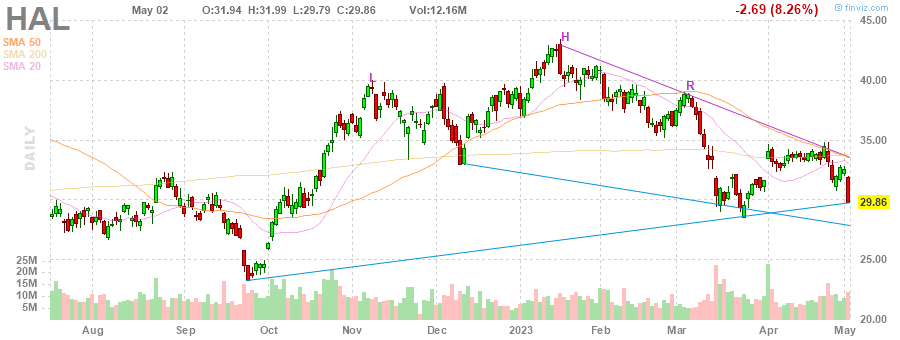 HAL May 02 O:31.94 H:31.99 L:29.79 C:29.86 Vol:12.16M -2.69 (8.26%) © finviz.com
SMA 50
SMA 200
SMA 20
DAILY
L H R
45.00
40.00
35.00
29.86
25.00
20.00
25M
20M
15M
10M
5M
Aug Sep Oct Nov Dec 2023 Feb Mar Apr May